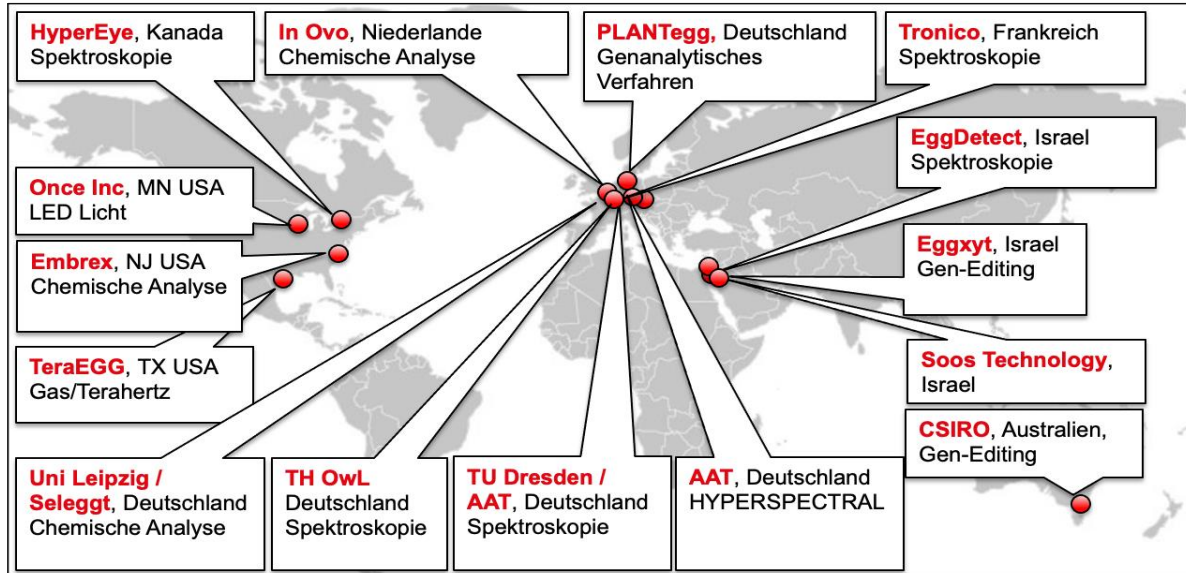 HyperEye, Kanada
Spektroskopie
In Ovo, Niederlande
Chemische Analyse
PLANTegg, Deutschland
Genanalytisches
Verfahren
Tronico, Frankreich
Spektroskopie
EggDetect, Israel
Spektroskopie
Once Inc, MN USA
LED Licht
Embrex, NJ USA
Chemische Analyse
Eggxyt, Israel
Gen-Editing
TeraEGG, TX USA
Gas/Terahertz
Soos Technology,
Israel
CSIRO, Australien,
Gen-Editing
Uni Leipzig /
Seleggt, Deutschland
Chemische Analyse
TH OwL
Deutschland
Spektroskopie
TU Dresden /
AAT, Deutschland
Spektroskopie
AAT, Deutschland
HYPERSPECTRAL